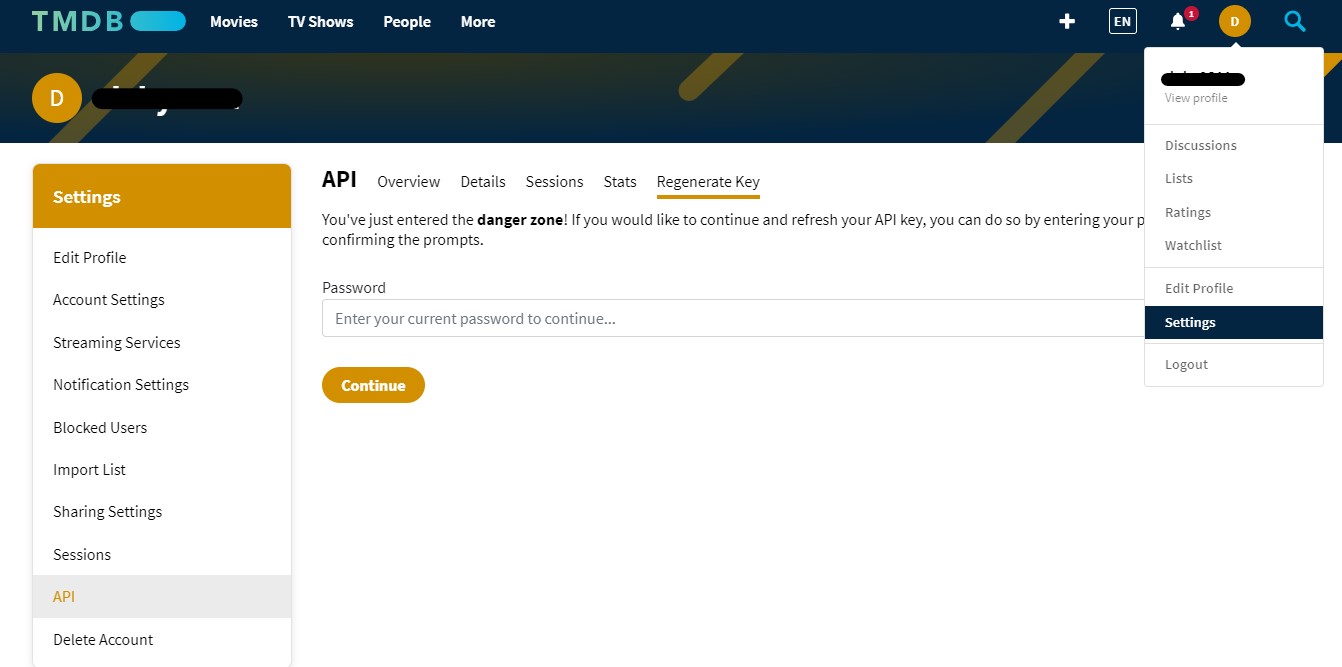 TMDB Movies TV Shows People More EN 1 D
D
View profile
Discussions
Lists
Ratings
Watchlist
Edit Profile
Settings
Logout
Settings
Edit Profile
Account Settings
Streaming Services
Notification Settings
Blocked Users
Import List
Sharing Settings
Sessions
API
Delete Account
API Overview Details Sessions Stats Regenerate Key
You've just entered the danger zone! If you would like to continue and refresh your API key, you can do so by entering your
confirming the prompts.
Password
Enter your current password to continue...
Continue